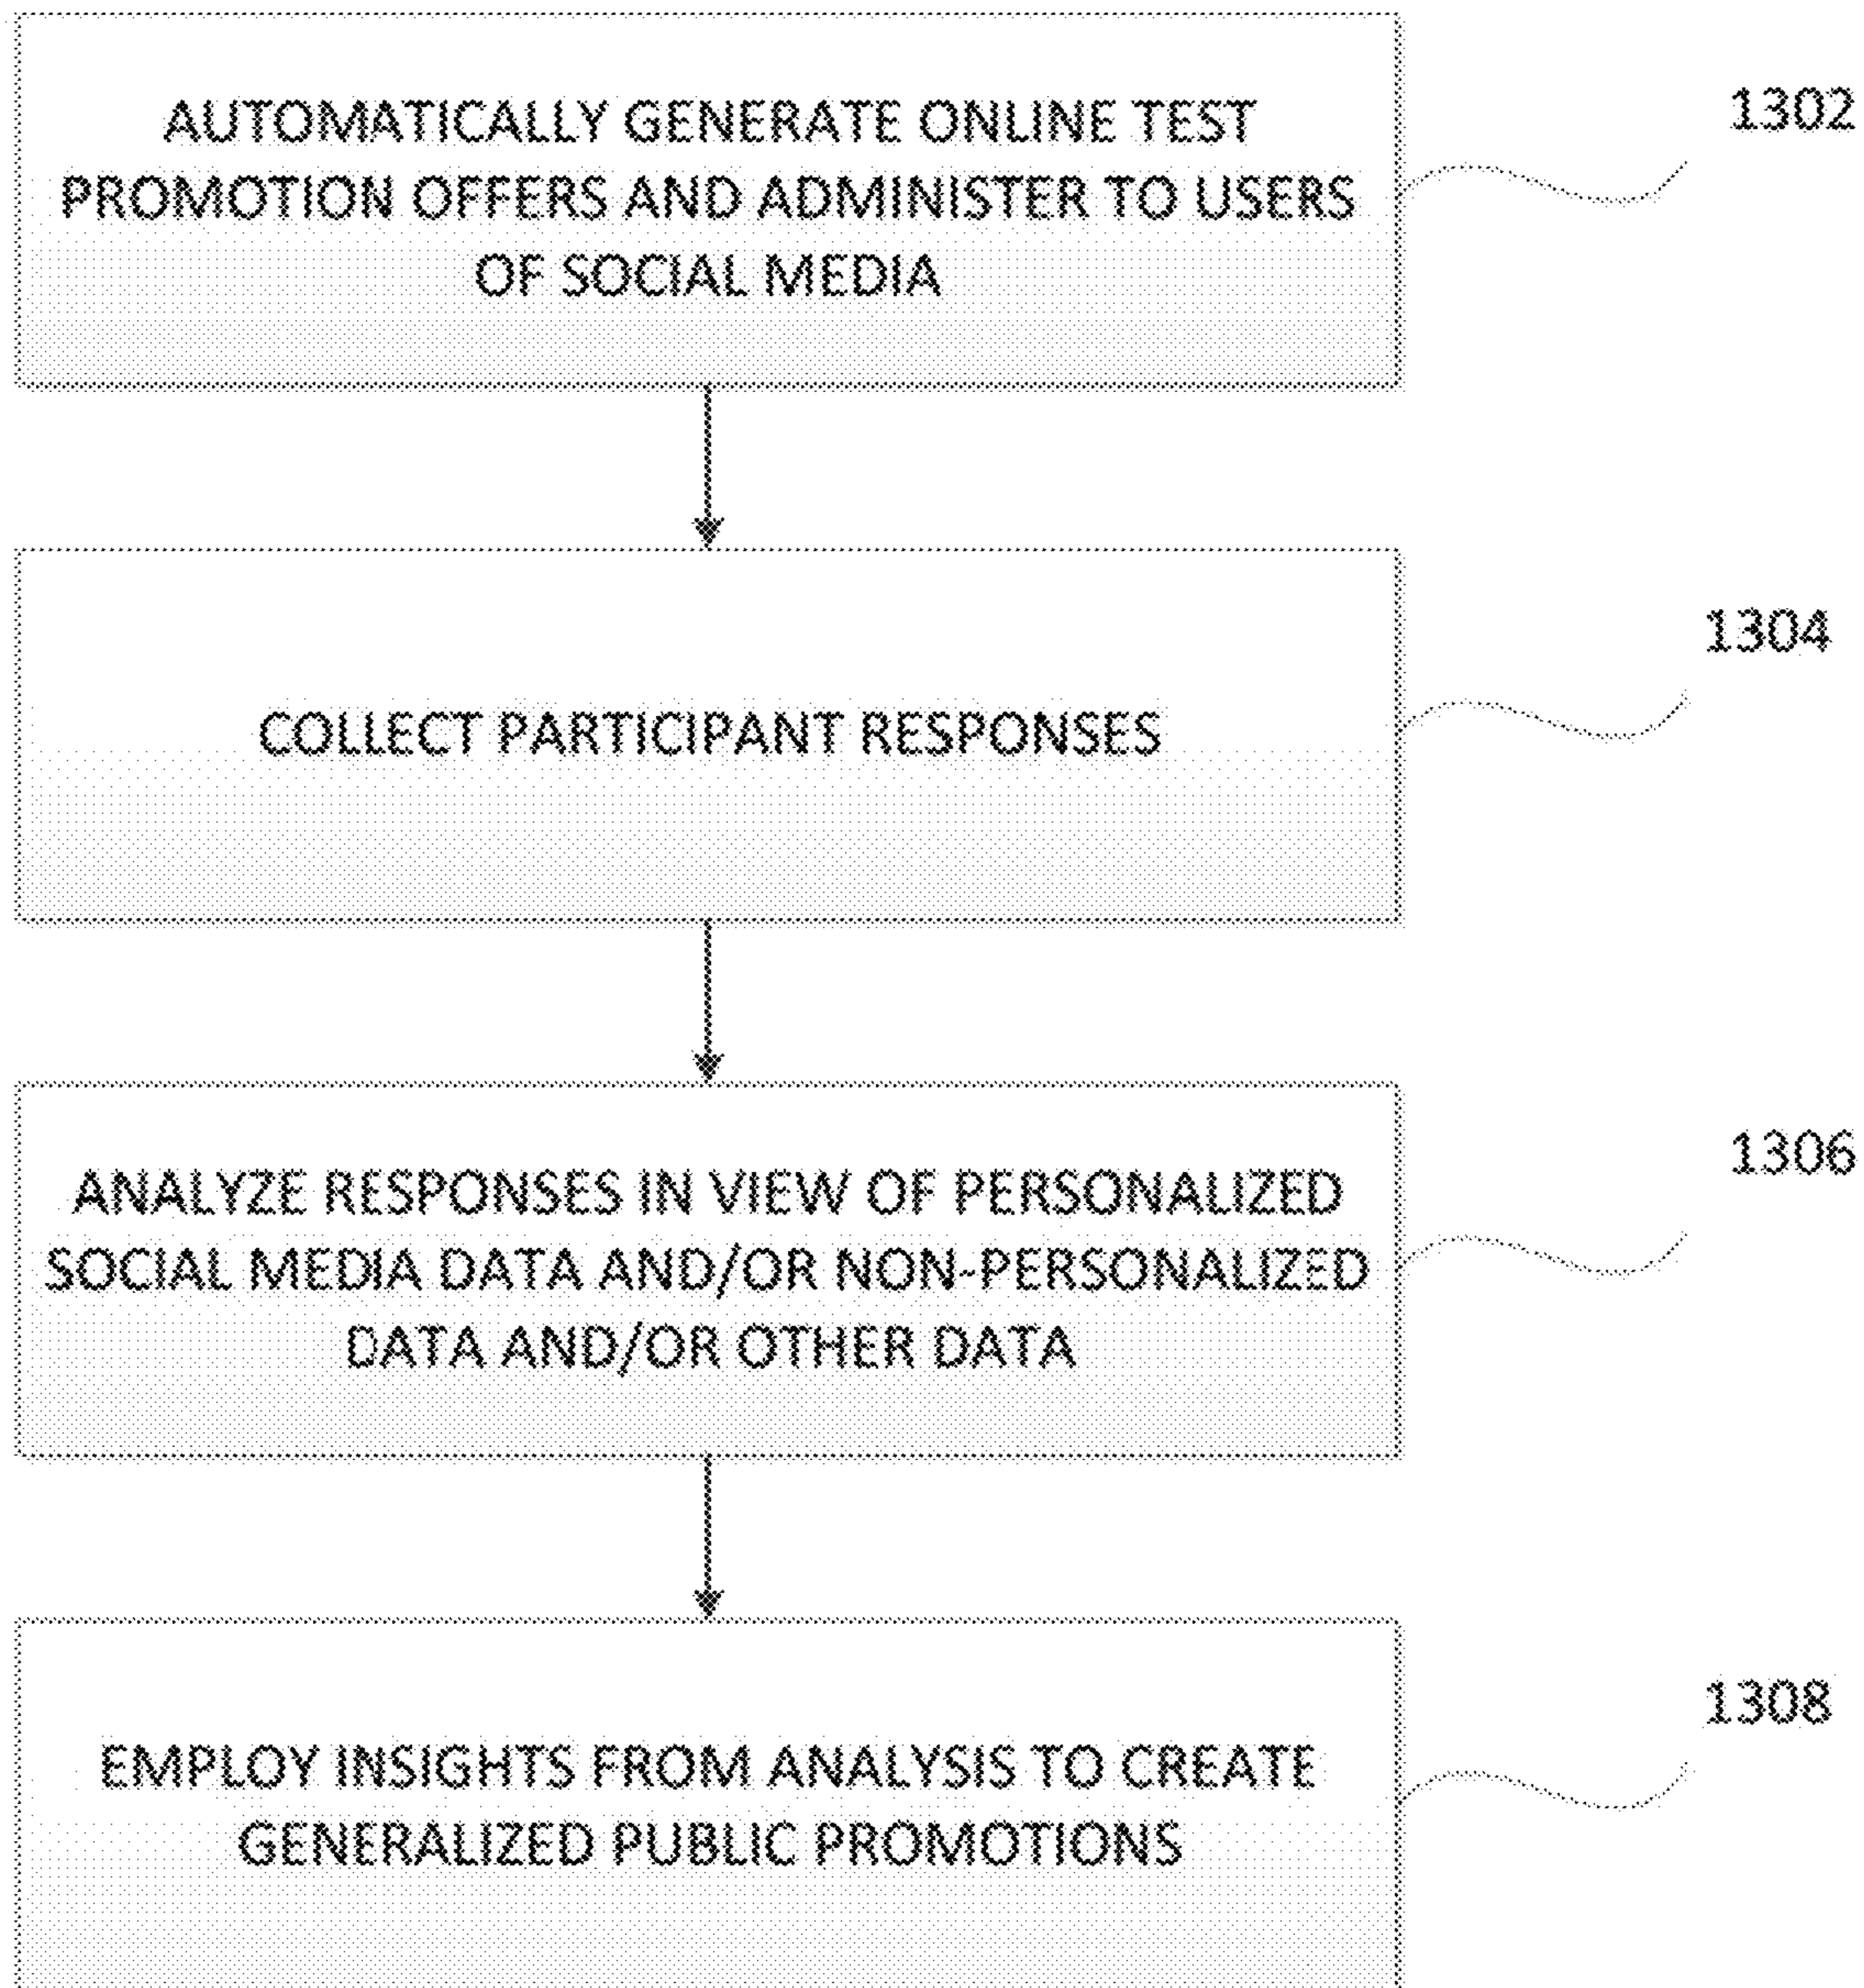 AUTOMATICALLY GENERATE ONLINE TEST
PROMOTION OFFERS AND ADMINISTER TO USERS
OF SOCIAL MEDIA
1302
COLLECT PARTICIPANT RESPONSES
1304
ANALYZE RESPONSES IN VIEW OF PERSONALIZED
SOCIAL MEDIA DATA AND/OR NON-PERSONALIZED
DATA AND/OR OTHER DATA
1306
EMPLOY INSIGHTS FROM ANALYSIS TO CREATE
GENERALIZED PUBLIC PROMOTIONS
1308